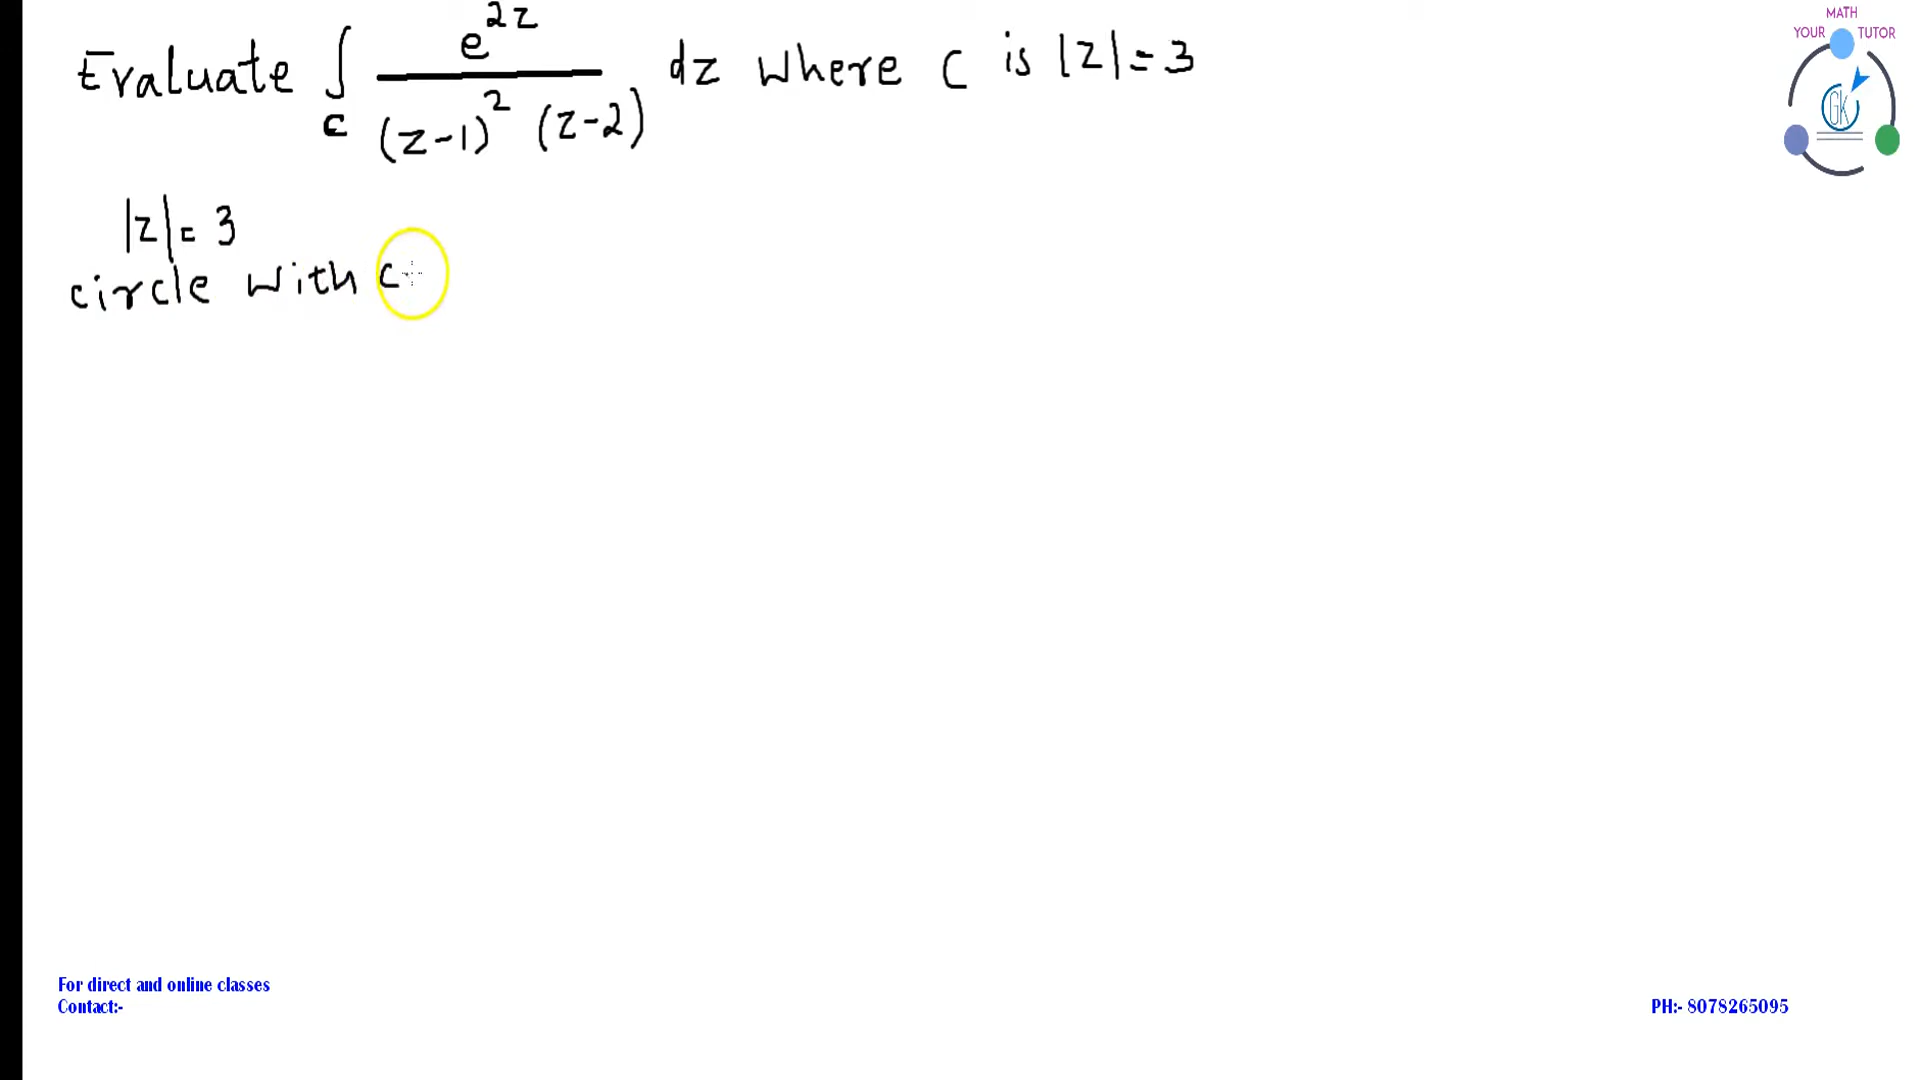 Evaluate ∫_C e^{2z} / (z-1)^2 (z-2) dz where C is |z| = 3
|z| = 3
circle with c
MATH
YOUR TUTOR
GK
For direct and online classes
Contact:-
PH:- 8078265095